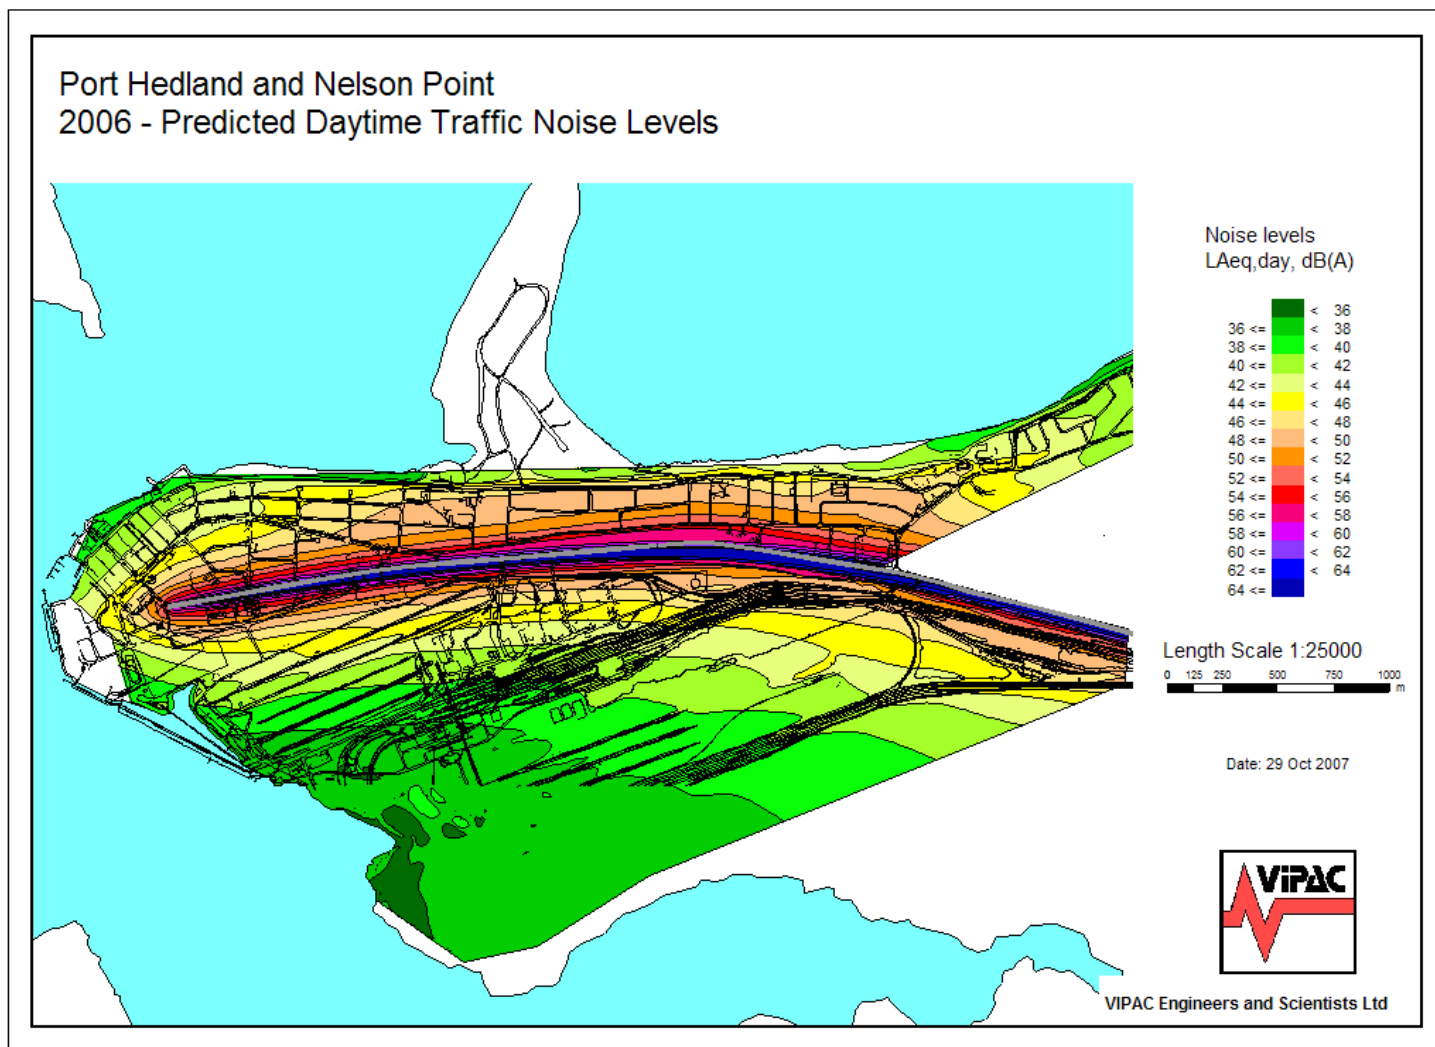 Port Hedland and Nelson Point
2006 - Predicted Daytime Traffic Noise Levels
Noise levels
LAeq,day, dB(A)
< 36
36 <= < 38
38 <= < 40
40 <= < 42
42 <= < 44
44 <= < 46
46 <= < 48
48 <= < 50
50 <= < 52
52 <= < 54
54 <= < 56
56 <= < 58
58 <= < 60
60 <= < 62
62 <= < 64
64 <=
Length Scale 1:25000
0 125 250 500 750 1000
m
Date: 29 Oct 2007
ViPAC
VIPAC Engineers and Scientists Ltd